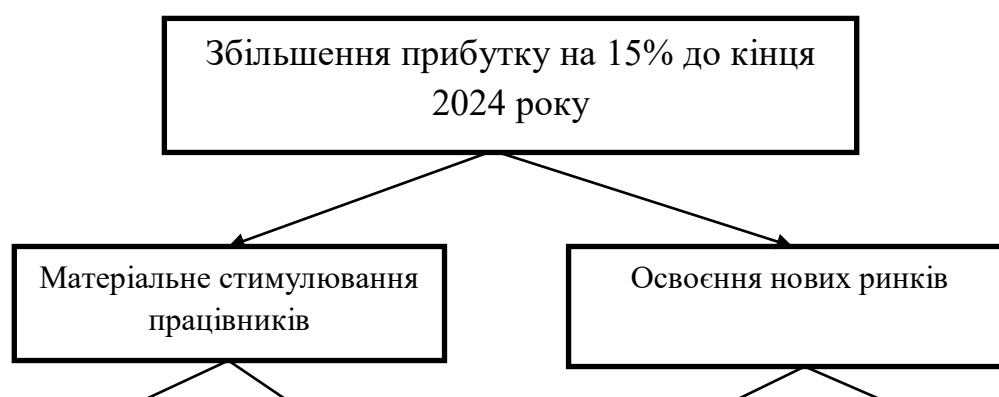 Збільшення прибутку на 15% до кінця
2024 року
Матеріальне стимулювання
працівників
Освоєння нових ринків